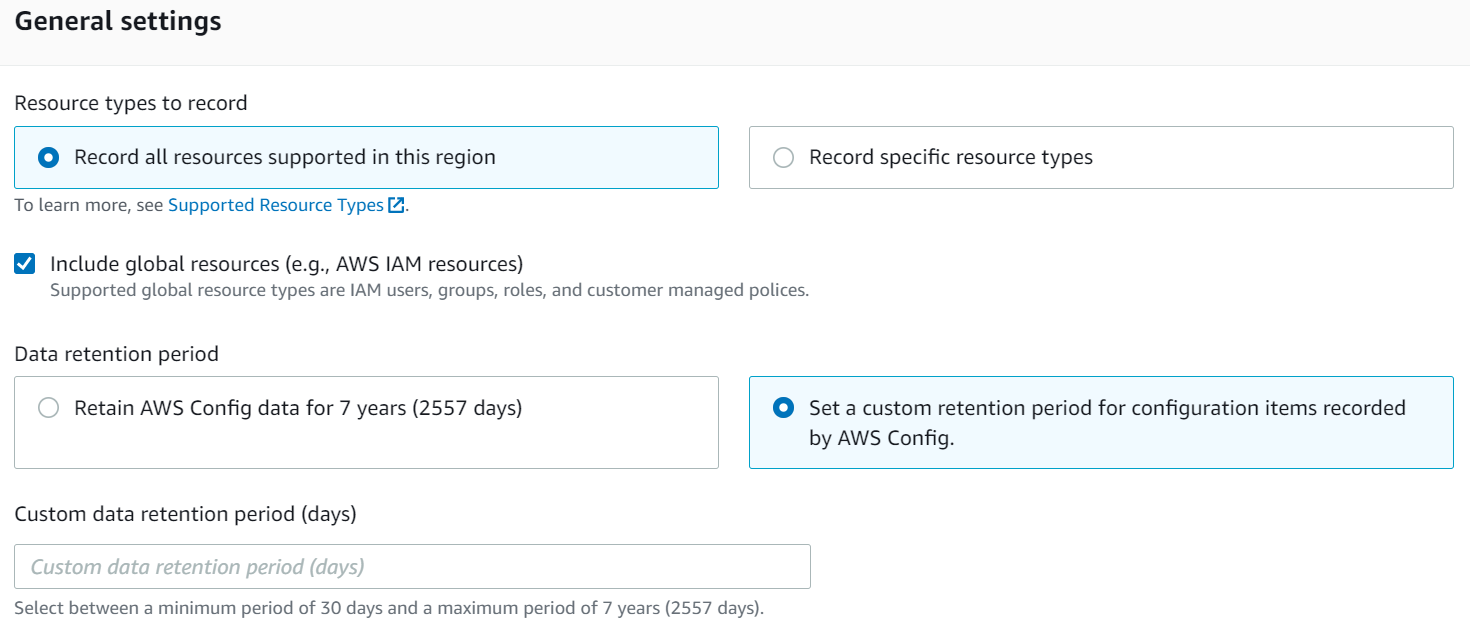 General settings
Resource types to record
Record all resources supported in this region
Record specific resource types
To learn more, see Supported Resource Types.
Include global resources (e.g., AWS IAM resources)
Supported global resource types are IAM users, groups, roles, and customer managed polices.
Data retention period
Retain AWS Config data for 7 years (2557 days)
Set a custom retention period for configuration items recorded
by AWS Config.
Custom data retention period (days)
Custom data retention period (days)
Select between a minimum period of 30 days and a maximum period of 7 years (2557 days).